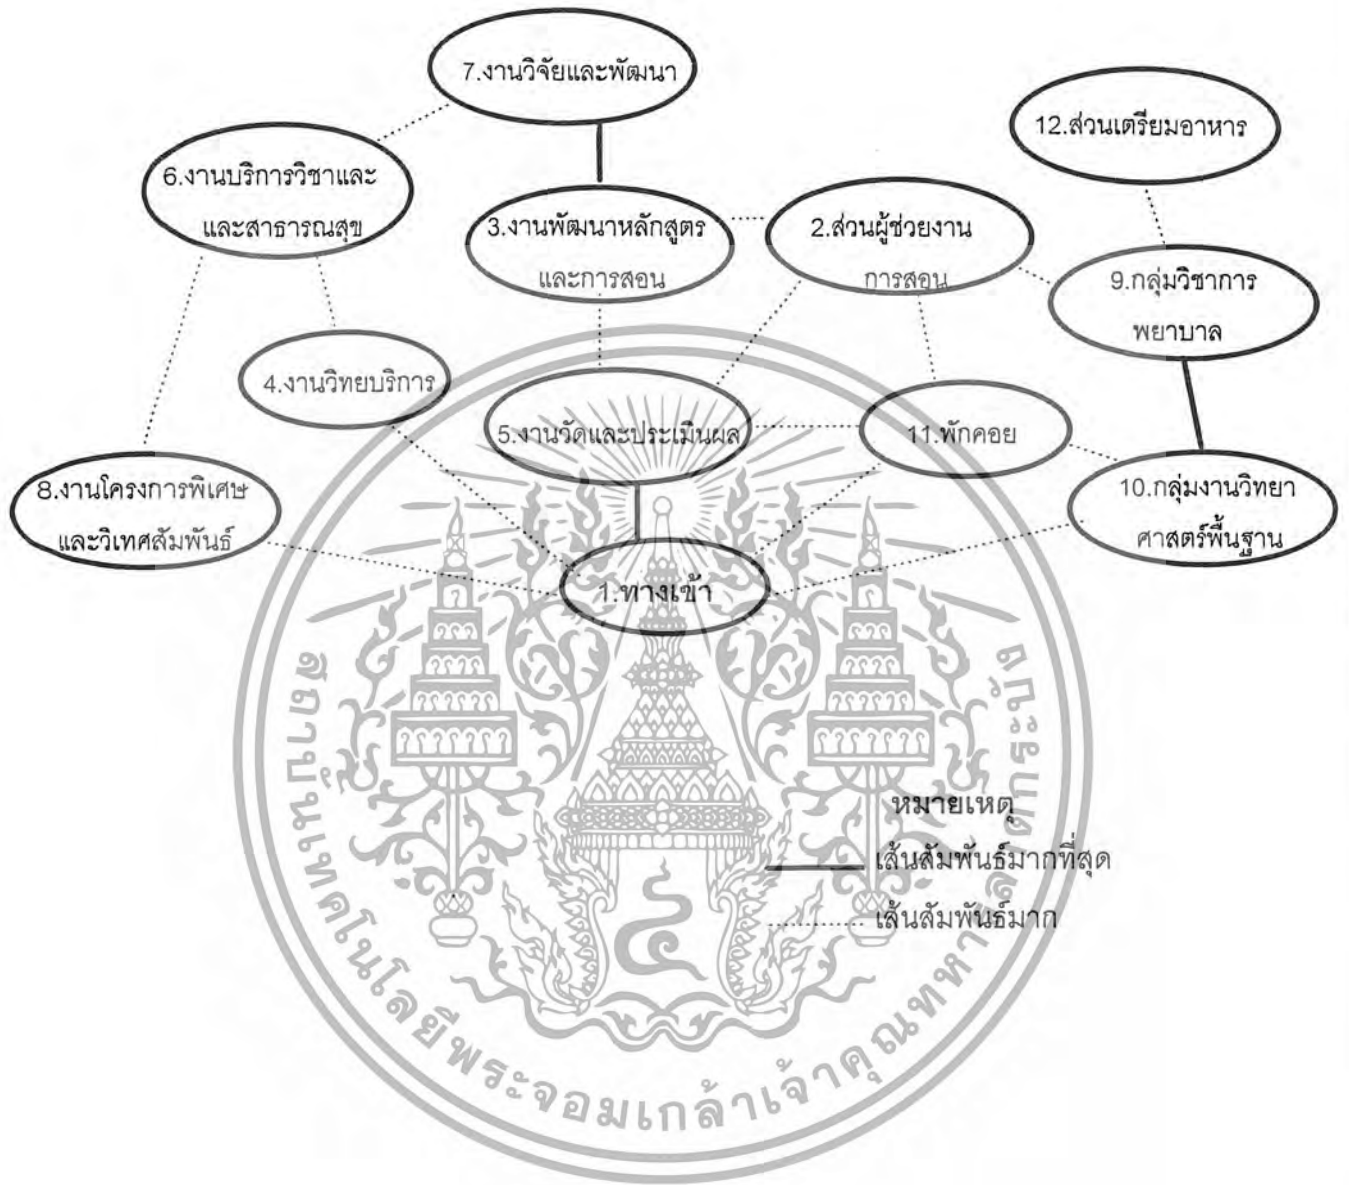 7.งานวิจัยและพัฒนา
12.ส่วนเตรียมอาหาร
6.งานบริการวิชาและ
และสาธารณสุข
3.งานพัฒนาหลักสูตร
และการสอน
2.ส่วนผู้ช่วยงาน
การสอน
9.กลุ่มวิชาการ
พยาบาล
4.งานวิทยบริการ
5.งานวัดและประเมินผล
11.พักคอย
8.งานโครงการพิเศษ
และวิเทศสัมพันธ์
10.กลุ่มงานวิทยา
ศาสตร์พื้นฐาน
1.ทางเข้า
หมายเหตุ
เส้นสัมพันธ์มากที่สุด
เส้นสัมพันธ์มาก
สถาบันเทคโนโลยีพระจอมเกล้าเจ้าคุณทหารลาดกระบัง